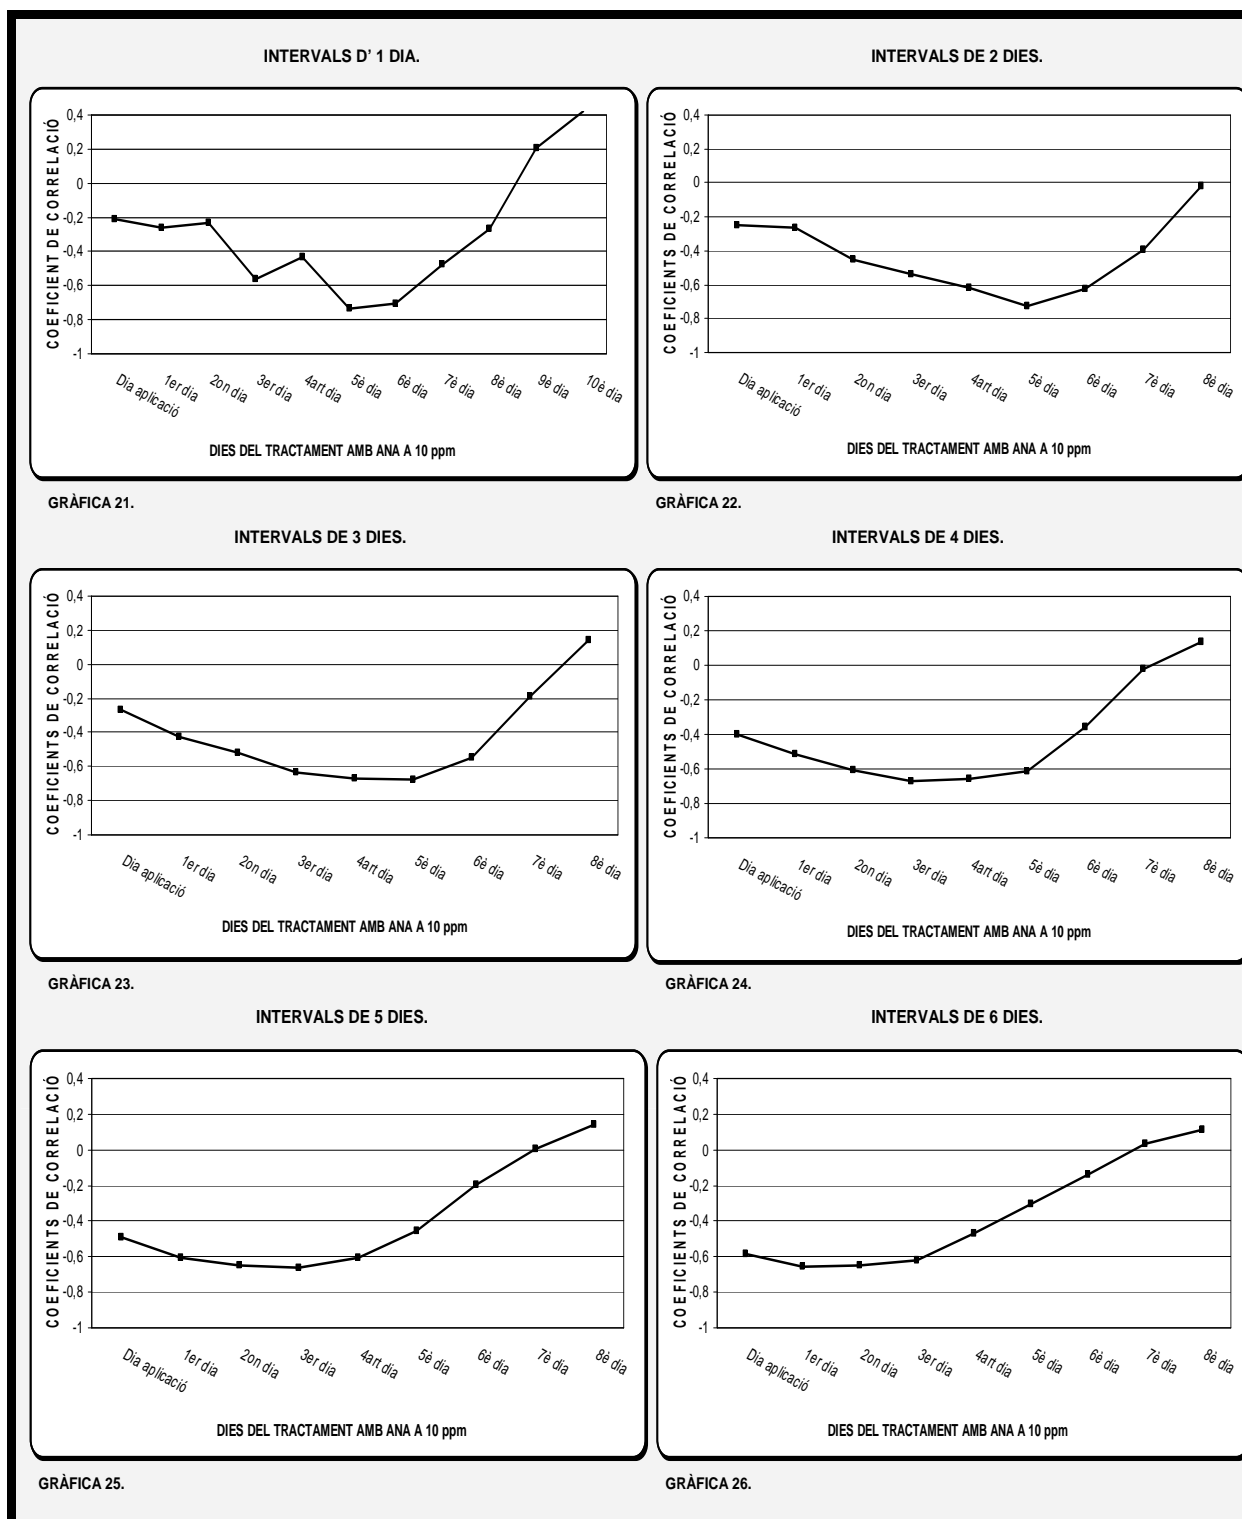 INTERVALS D' 1 DIA.
COEFICIENT DE CORRELACIÓ
0,4
0,2
0
-0,2
-0,4
-0,6
-0,8
-1
Dia aplicació
1er dia
2on dia
3er dia
4art dia
5è dia
6è dia
7è dia
8è dia
9è dia
10è dia
DIES DEL TRACTAMENT AMB ANA A 10 ppm
GRÀFICA 21.
INTERVALS DE 2 DIES.
COEFICIENTS DE CORRELACIÓ
0,4
0,2
0
-0,2
-0,4
-0,6
-0,8
-1
Dia aplicació
1er dia
2on dia
3er dia
4art dia
5è dia
6è dia
7è dia
8è dia
DIES DEL TRACTAMENT AMB ANA A 10 ppm
GRÀFICA 22.
INTERVALS DE 3 DIES.
COEFICIENTS DE CORRELACIÓ
0,4
0,2
0
-0,2
-0,4
-0,6
-0,8
-1
Dia aplicació
1er dia
2on dia
3er dia
4art dia
5è dia
6è dia
7è dia
8è dia
DIES DEL TRACTAMENT AMB ANA A 10 ppm
GRÀFICA 23.
INTERVALS DE 4 DIES.
COEFICIENTS DE CORRELACIÓ
0,4
0,2
0
-0,2
-0,4
-0,6
-0,8
-1
Dia aplicació
1er dia
2on dia
3er dia
4art dia
5è dia
6è dia
7è dia
8è dia
DIES DEL TRACTAMENT AMB ANA A 10 ppm
GRÀFICA 24.
INTERVALS DE 5 DIES.
COEFICIENTS DE CORRELACIÓ
0,4
0,2
0
-0,2
-0,4
-0,6
-0,8
-1
Dia aplicació
1er dia
2on dia
3er dia
4art dia
5è dia
6è dia
7è dia
8è dia
DIES DEL TRACTAMENT AMB ANA A 10 ppm
GRÀFICA 25.
INTERVALS DE 6 DIES.
COEFICIENTS DE CORRELACIÓ
0,4
0,2
0
-0,2
-0,4
-0,6
-0,8
-1
Dia aplicació
1er dia
2on dia
3er dia
4art dia
5è dia
6è dia
7è dia
8è dia
DIES DEL TRACTAMENT AMB ANA A 10 ppm
GRÀFICA 26.